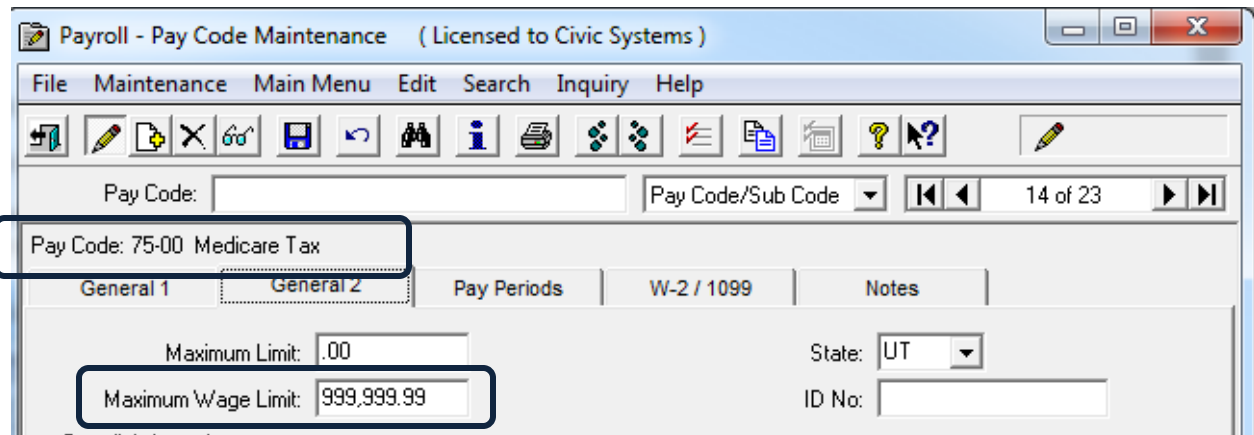 Payroll - Pay Code Maintenance ( Licensed to Civic Systems )
File Maintenance Main Menu Edit Search Inquiry Help
Pay Code: Pay Code/Sub Code 14 of 23
Pay Code: 75-00 Medicare Tax
General 1 General 2 Pay Periods W-2 / 1099 Notes
Maximum Limit: .00 State: UT
Maximum Wage Limit: 999,999.99 ID No: